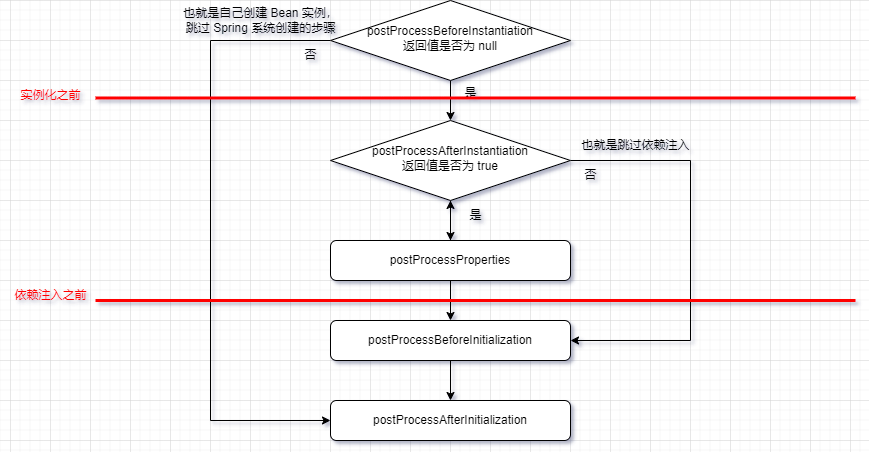 也就是自己创建 Bean 实例，
跳过 Spring 系统创建的步骤
postProcessBeforeInstantiation
返回值是否为 null
否
是
实例化之前
postProcessAfterInstantiation
返回值是否为 true
也就是跳过依赖注入
否
是
postProcessProperties
依赖注入之前
postProcessBeforeInitialization
postProcessAfterInitialization